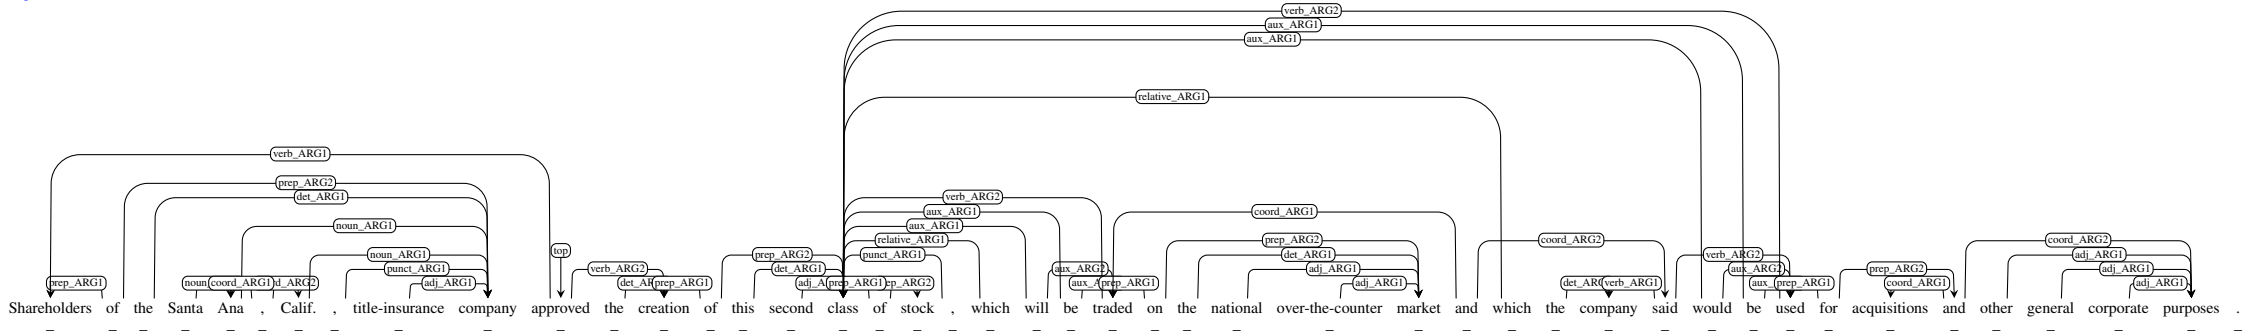 verb_ARG2
aux_ARG1
aux_ARG1
relative_ARG1
verb_ARG1
prep_ARG2
det_ARG1 verb_ARG2
aux_ARG1 coord_ARG1
noun_ARG1 aux_ARG1
relative_ARG1 prep_ARG2 coord_ARG2 coord_ARG2
top
noun_ARG1 prep_ARG2 punct_ARG1 det_ARG1 verb_ARG2 adj_ARG1
punct_ARG1 verb_ARG2 det_ARG1 aux_ARG2 adj_ARG1 aux_ARG2 prep_ARG2 adj_ARG1
prep_ARG1 coord_ARG1 adj_ARG1 prep_ARG1 prep_ARG1 prep_ARG1 adj_ARG1 verb_ARG1 prep_ARG1 coord_ARG1 adj_ARG1
Shareholders of the Santa Ana , Calif. , title-insurance company approved the creation of this second class of stock , which will be traded on the national over-the-counter market and which the company said would be used for acquisitions and other general corporate purposes .